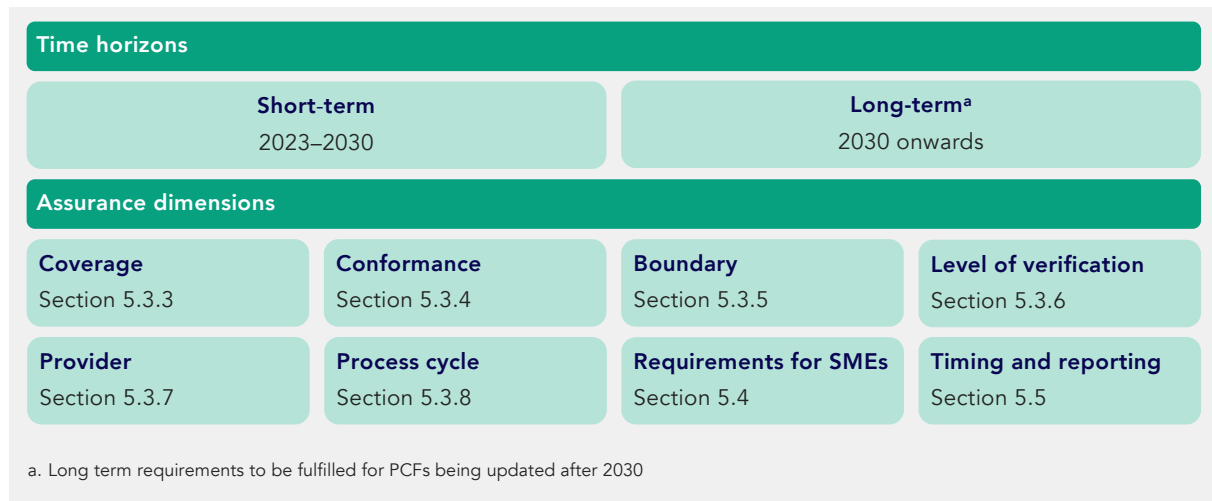 Time horizons
Short-term
2023–2030
Long-termᵃ
2030 onwards
Assurance dimensions
Coverage
Section 5.3.3
Conformance
Section 5.3.4
Boundary
Section 5.3.5
Level of verification
Section 5.3.6
Provider
Section 5.3.7
Process cycle
Section 5.3.8
Requirements for SMEs
Section 5.4
Timing and reporting
Section 5.5
a. Long term requirements to be fulfilled for PCFs being updated after 2030